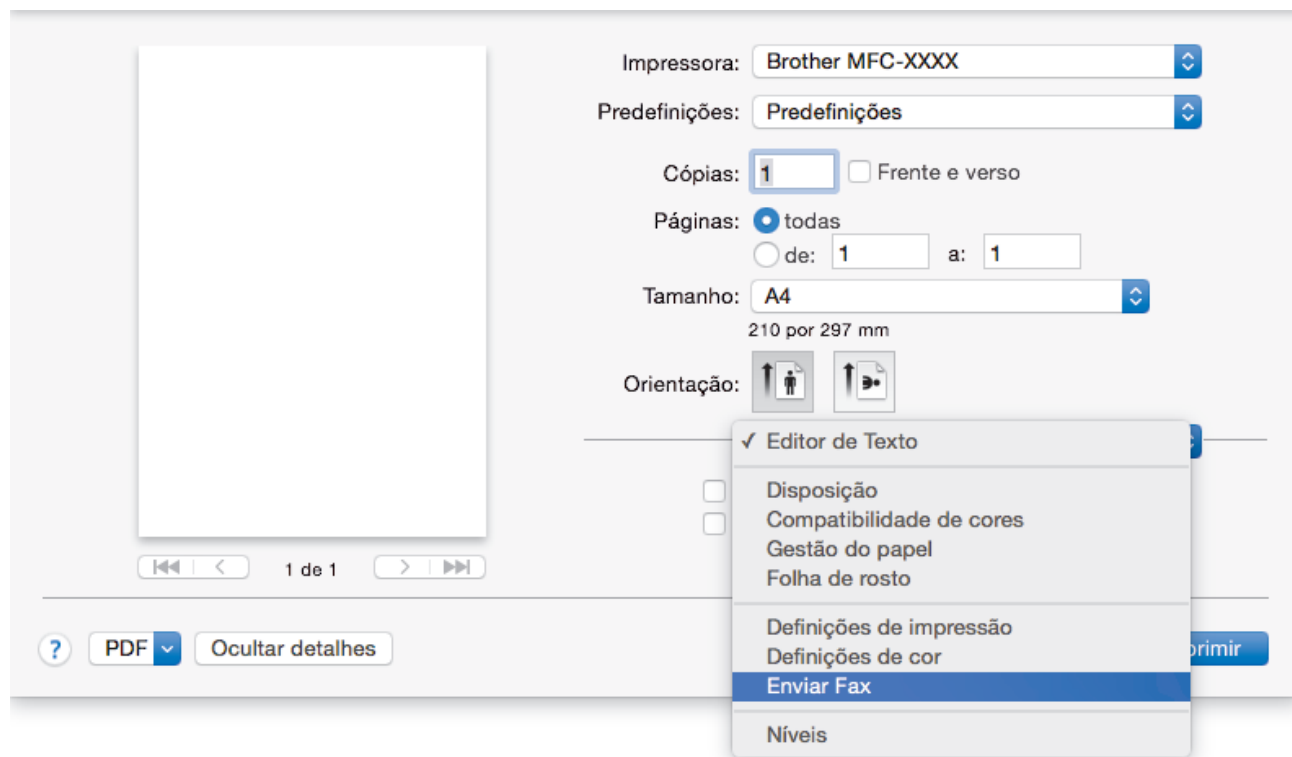 Impressora: Brother MFC-XXXX
Predefinições: Predefinições
Cópias: 1 Frente e verso
Páginas: todas
de: 1 a: 1
Tamanho: A4
210 por 297 mm
Orientação:
✓ Editor de Texto
Disposição
Compatibilidade de cores
Gestão do papel
Folha de rosto
1 de 1
Definições de impressão
Definições de cor
Enviar Fax
Níveis
? PDF Ocultar detalhes primir